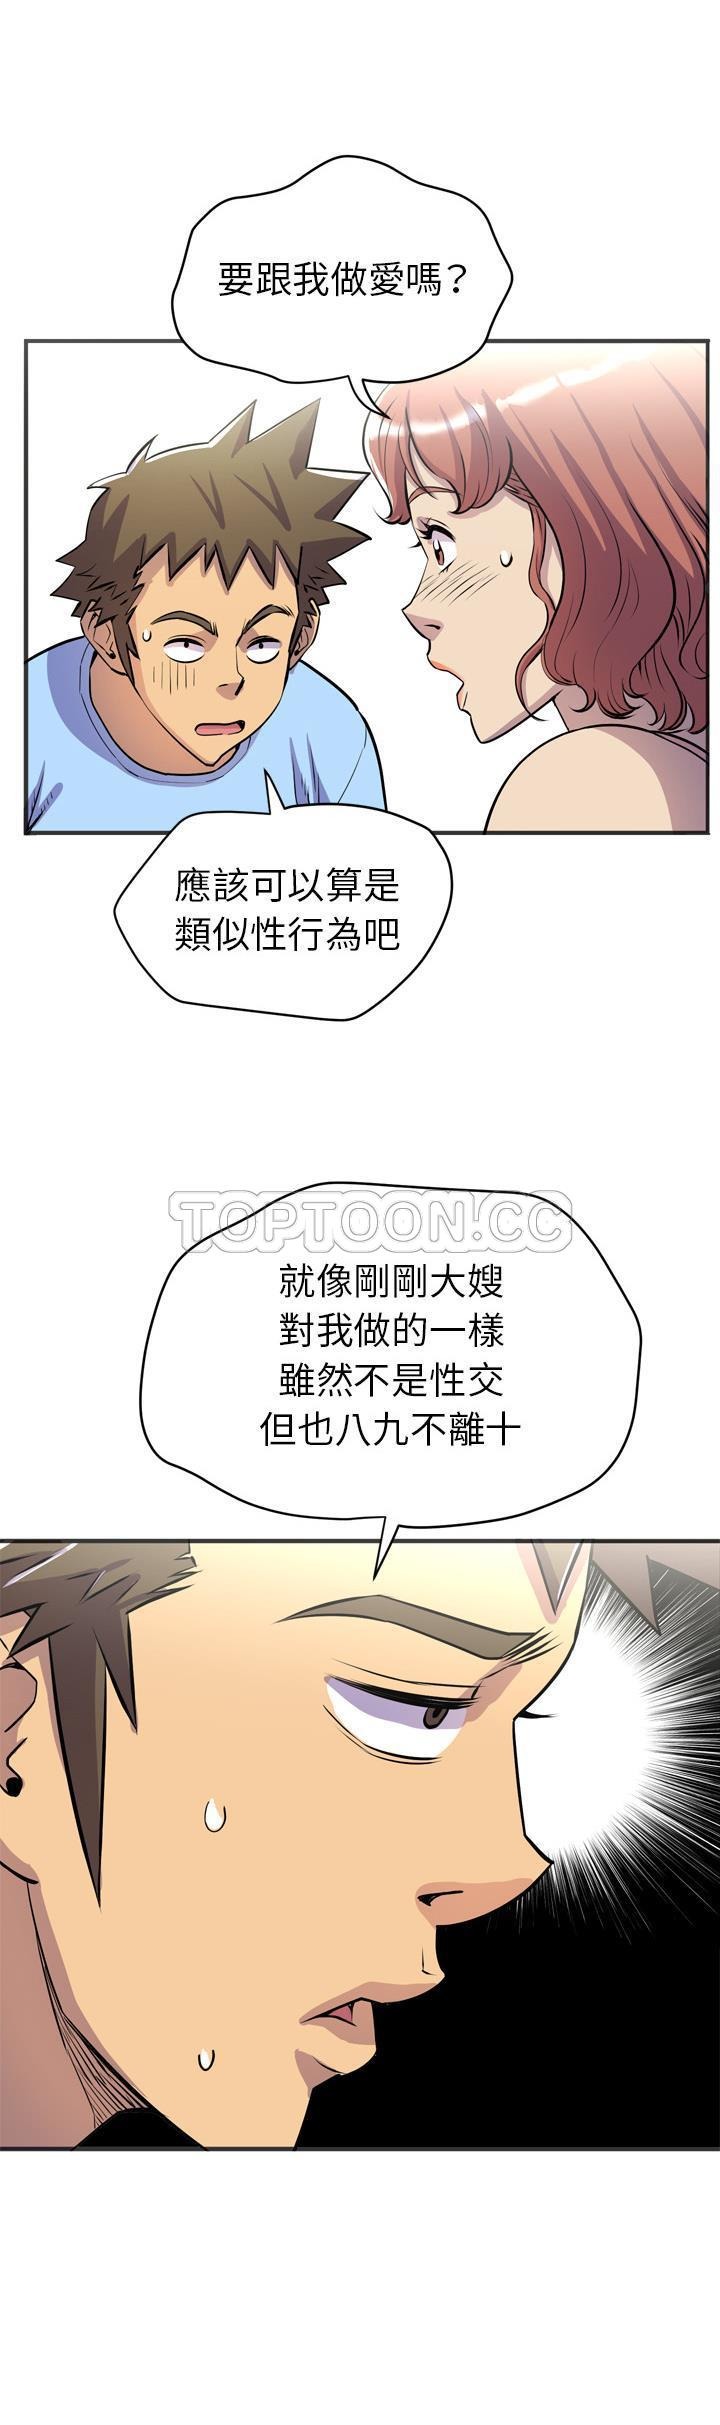 要跟我做愛嗎？
應該可以算是
類似性行為吧
TOPTOON.CC
就像剛剛大嫂
對我做的一樣
雖然不是性交
但也八九不離十